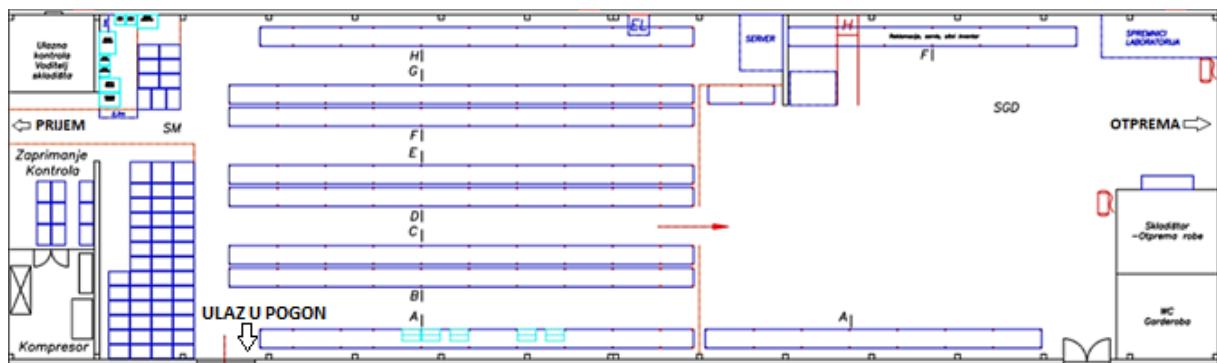 Ulazna
kontrola
Voditelj
skladišta
EL
SERVER
H
Reklamacije, servis, sitni inventar
F
SPREMNICI
LABORATORIJA
H
G
PRIJEM
SM
SGD
OTPREMA
F
E
Zaprimanje
Kontrola
D
C
Skladištar
-Otprema robe
B
ULAZ U POGON
A
A
WC
Garderoba
Kompresor